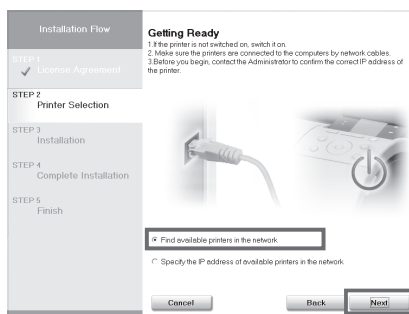 Installation Flow
STEP 1
License Agreement
STEP 2
Printer Selection
STEP 3
Installation
STEP 4
Complete Installation
STEP 5
Finish
Getting Ready
1.If the printer is not switched on, switch it on.
2. Make sure the printers are connected to the computers by network cables.
3.Before you begin, contact the Administrator to confirm the correct IP address of
the printer.
Find available printers in the network
Specify the IP address of available printers in the network
Cancel
Back
Next